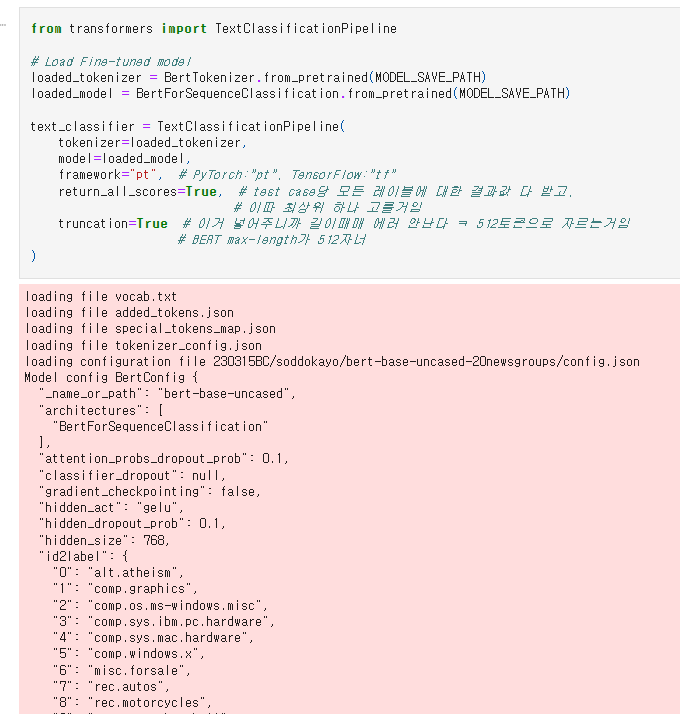 from transformers import TextClassificationPipeline
# Load Fine-tuned model
loaded_tokenizer = BertTokenizer.from_pretrained(MODEL_SAVE_PATH)
loaded_model = BertForSequenceClassification.from_pretrained(MODEL_SAVE_PATH)
text_classifier = TextClassificationPipeline(
    tokenizer=loaded_tokenizer,
    model=loaded_model,
    framework="pt",  # PyTorch:"pt", TensorFlow:"tf"
    return_all_scores=True,  # test case당 모든 레이블에 대한 결과값 다 받고,
                             # 이따 최상위 하나 고를거임
    truncation=True  # 이거 넣어주니까 길이때매 에러 안난다 ㅋ 512토큰으로 자르는거임
                     # BERT max-length가 512자너
)
loading file vocab.txt
loading file added_tokens.json
loading file special_tokens_map.json
loading file tokenizer_config.json
loading configuration file 230315BC/soddokayo/bert-base-uncased-20newsgroups/config.json
Model config BertConfig {
  "_name_or_path": "bert-base-uncased",
  "architectures": [
    "BertForSequenceClassification"
  ],
  "attention_probs_dropout_prob": 0.1,
  "classifier_dropout": null,
  "gradient_checkpointing": false,
  "hidden_act": "gelu",
  "hidden_dropout_prob": 0.1,
  "hidden_size": 768,
  "id2label": {
    "0": "alt.atheism",
    "1": "comp.graphics",
    "2": "comp.os.ms-windows.misc",
    "3": "comp.sys.ibm.pc.hardware",
    "4": "comp.sys.mac.hardware",
    "5": "comp.windows.x",
    "6": "misc.forsale",
    "7": "rec.autos",
    "8": "rec.motorcycles",